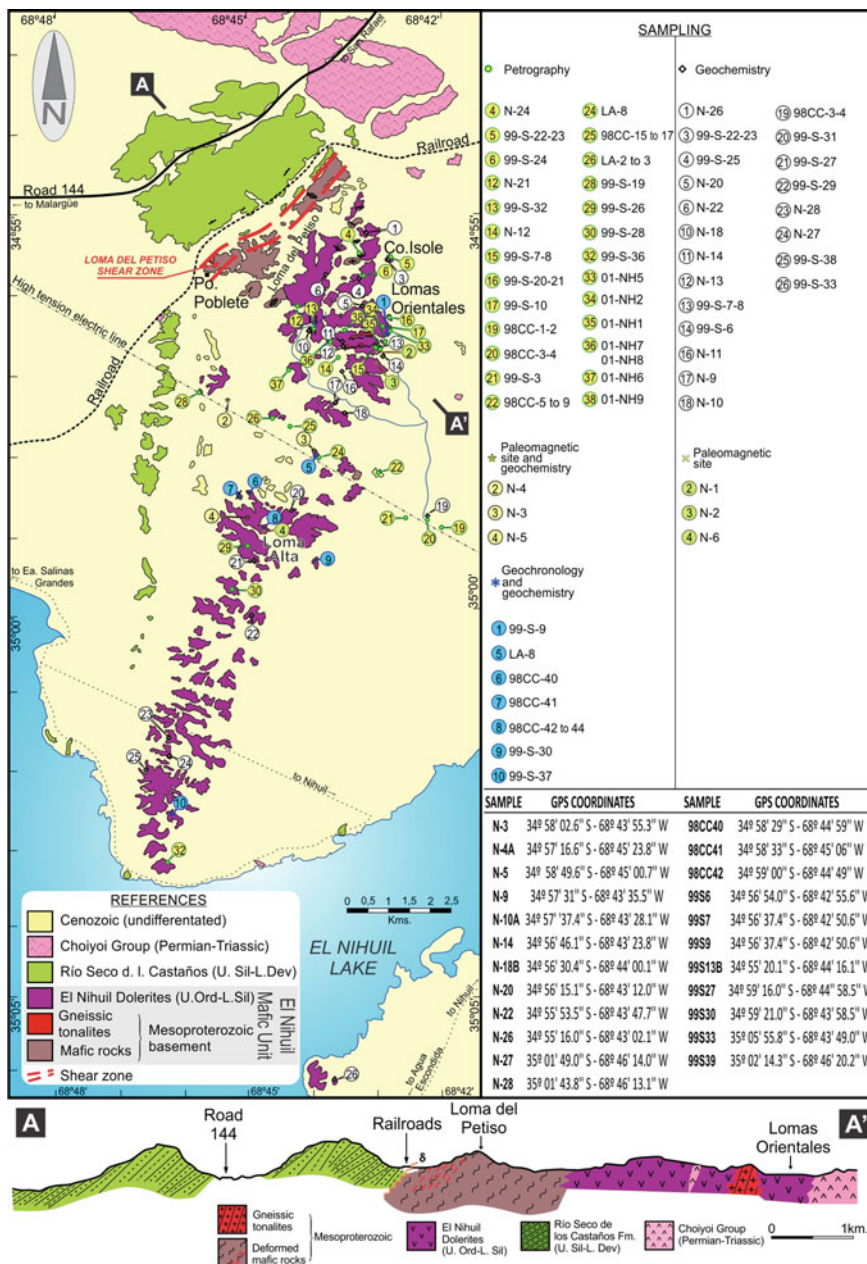 68º48'
68º45'
68º42'
to San Rafael
A
N
Railroad
Road 144
to Malargüe
34º55'
34º55'
LOMA DEL PETISO
SHEAR ZONE
Loma del Petiso
Po.
Poblete
Co.Isole
Lomas
Orientales
High tension electric line
Railroad
A'
Loma
Alta
to Ea. Salinas
Grandes
35º00'
35º00'
to Nihuil
REFERENCES
Cenozoic (undifferentated)
Choiyoi Group (Permian-Triassic)
Río Seco d. l. Castaños (U. Sil-L.Dev)
El Nihuil Dolerites (U.Ord-L.Sil)
Gneissic
tonalites
Mafic rocks
Mesoproterozoic
basement
El Nihuil
Mafic Unit
Shear zone
0 0,5 1 1,5 2 2,5
Kms.
EL NIHUIL
LAKE
35º05'
35º05'
to Nihuil
to Agua
Escondida
68º48'
68º45'
68º42'
SAMPLING
Petrography
4 N-24
5 99-S-22-23
6 99-S-24
12 N-21
13 99-S-32
14 N-12
15 99-S-7-8
16 99-S-20-21
17 99-S-10
19 98CC-1-2
20 98CC-3-4
21 99-S-3
22 98CC-5 to 9
24 LA-8
25 98CC-15 to 17
26 LA-2 to 3
28 99-S-19
29 99-S-26
30 99-S-28
32 99-S-36
33 01-NH5
34 01-NH2
35 01-NH1
36 01-NH7
01-NH8
37 01-NH6
38 01-NH9
Geochemistry
1 N-26
3 99-S-22-23
4 99-S-25
5 N-20
6 N-22
10 N-18
11 N-14
12 N-13
13 99-S-7-8
14 99-S-6
16 N-11
17 N-9
18 N-10
19 98CC-3-4
20 99-S-31
21 99-S-27
22 99-S-29
23 N-28
24 N-27
25 99-S-38
26 99-S-33
Paleomagnetic
site and
geochemistry
2 N-4
3 N-3
4 N-5
Paleomagnetic
site
2 N-1
3 N-2
4 N-6
Geochronology
and
geochemistry
1 99-S-9
5 LA-8
6 98CC-40
7 98CC-41
8 98CC-42 to 44
9 99-S-30
10 99-S-37
SAMPLE GPS COORDINATES SAMPLE GPS COORDINATES
N-3 34º 58' 02.6" S - 68º 43' 55.3" W 98CC40 34º 58' 29" S - 68º 44' 59" W
N-4A 34º 57' 16.6" S - 68º 45' 23.8" W 98CC41 34º 58' 33" S - 68º 45' 06" W
N-5 34º 58' 49.6" S - 68º 45' 00.7" W 98CC42 34º 59' 00" S - 68º 44' 49" W
N-9 34º 57' 31" S - 68º 43' 35.5" W 99S6 34º 56' 54.0" S - 68º 42' 55.6" W
N-10A 34º 57' 37.4" S - 68º 43' 28.1" W 99S7 34º 56' 37.4" S - 68º 42' 50.6" W
N-14 34º 56' 46.1" S - 68º 43' 23.8" W 99S9 34º 56' 37.4" S - 68º 42' 50.6" W
N-18B 34º 56' 30.4" S - 68º 44' 00.1" W 99S13B 34º 55' 20.1" S - 68º 44' 16.1" W
N-20 34º 56' 15.1" S - 68º 43' 12.0" W 99S27 34º 59' 16.0" S - 68º 44' 58.5" W
N-22 34º 55' 53.5" S - 68º 43' 47.7" W 99S30 34º 59' 21.0" S - 68º 43' 58.5" W
N-26 34º 55' 16.0" S - 68º 43' 02.1" W 99S33 35º 05' 55.8" S - 68º 43' 49.0" W
N-27 35º 01' 49.0" S - 68º 46' 14.0" W 99S39 35º 02' 14.3" S - 68º 46' 20.2" W
N-28 35º 01' 43.8" S - 68º 46' 13.1" W
A
Road
144
Railroads
δ
Loma del
Petiso
Lomas
Orientales
A'
Gneissic
tonalites
Deformed
mafic rocks
Mesoproterozoic
El Nihuil
Dolerites
(U. Ord-L. Sil)
Río Seco de
los Castaños Fm.
(U. Sil-L. Dev)
Choiyoi Group
(Permian-Triassic)
0 1km.